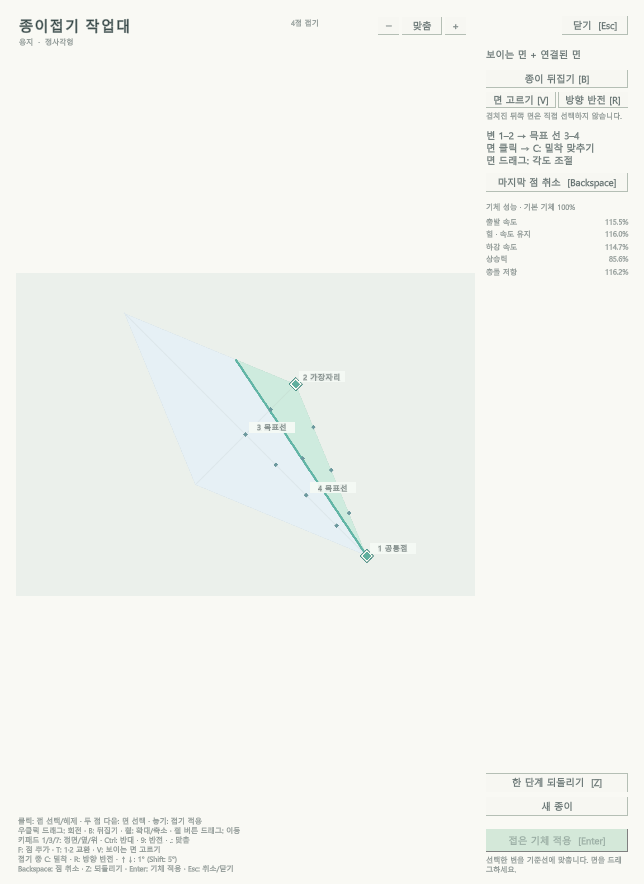 종이접기 작업대
용지 · 정사각형
4점 접기
− 맞춤 +
닫기 [Esc]
보이는 면 + 연결된 면
종이 뒤집기 [B]
면 고르기 [V] 방향 반전 [R]
겹쳐진 뒤쪽 면은 직접 선택하지 않습니다.
변 1–2 → 목표 선 3–4
면 클릭 → C: 밀착 맞추기
면 드래그: 각도 조절
마지막 점 취소 [Backspace]
기체 성능 · 기본 기체 100%
출발 속도 115.5%
힘 · 속도 유지 116.0%
하강 속도 114.7%
상승력 85.6%
충돌 저항 116.2%
2 가장자리
3 목표선
4 목표선
1 공통점
한 단계 되돌리기 [Z]
새 종이
접은 기체 적용 [Enter]
선택한 변을 기준선에 맞춥니다. 면을 드래
그하세요.
클릭: 점 선택/해제 · 두 점 다음: 면 선택 · 놓기: 접기 적용
우클릭 드래그: 회전 · B: 뒤집기 · 휠: 확대/축소 · 휠 버튼 드래그: 이동
키패드 1/3/7: 정면/옆/위 · Ctrl: 반대 · 9: 반전 · .: 맞춤
F: 점 추가 · T: 1-2 교환 · V: 보이는 면 고르기
접기 중 C: 밀착 · R: 방향 반전 · ↑ ↓: 1° (Shift: 5°)
Backspace: 점 취소 · Z: 되돌리기 · Enter: 기체 적용 · Esc: 취소/닫기